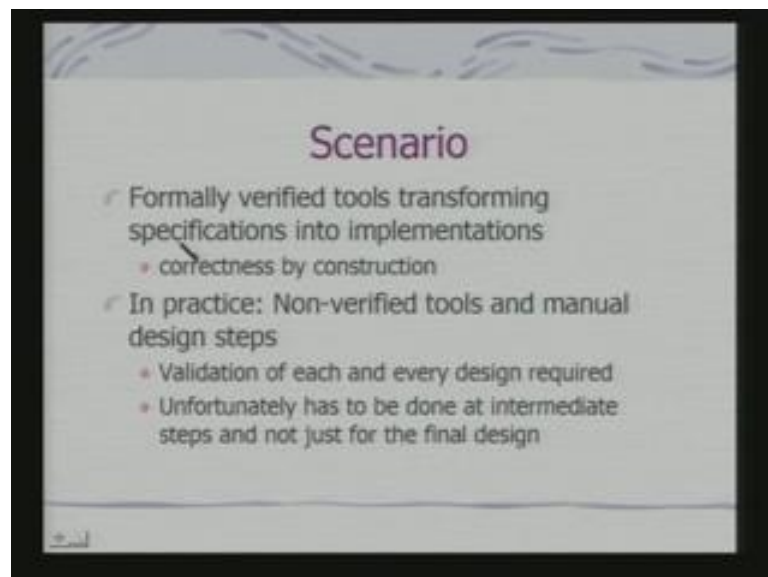 Scenario
Formally verified tools transforming
specifications into implementations
correctness by construction
In practice: Non-verified tools and manual
design steps
Validation of each and every design required
Unfortunately has to be done at intermediate
steps and not just for the final design